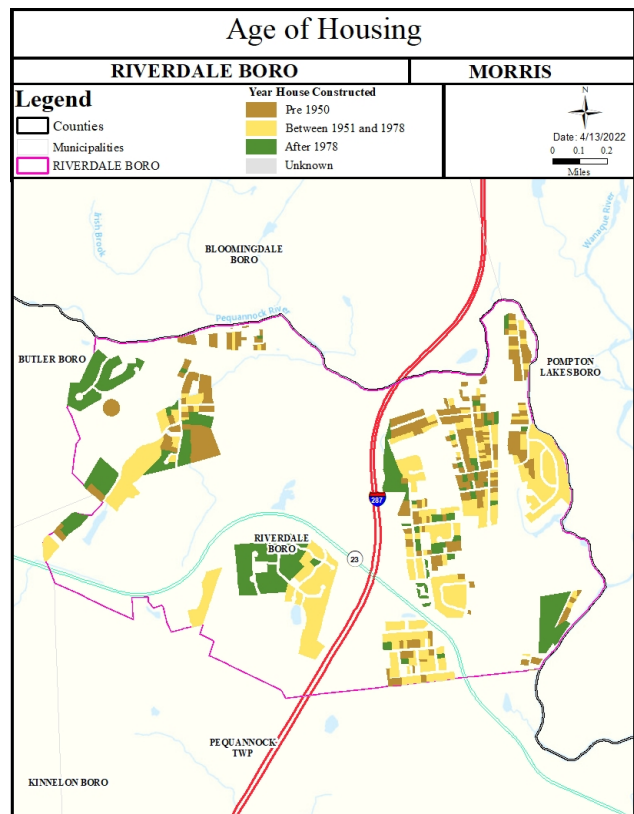 Age of Housing
RIVERDALE BORO
MORRIS
Legend
Counties
Municipalities
RIVERDALE BORO
Year House Constructed
Pre 1950
Between 1951 and 1978
After 1978
Unknown
N
Date: 4/13/2022
0 0.1 0.2
Miles
Irish Brook
BLOOMINGDALE
BORO
Wanaque River
Pequannock River
BUTLER BORO
POMPTON
LAKES BORO
287
RIVERDALE
BORO
23
PEQUANNOCK
TWP
KINNELON BORO